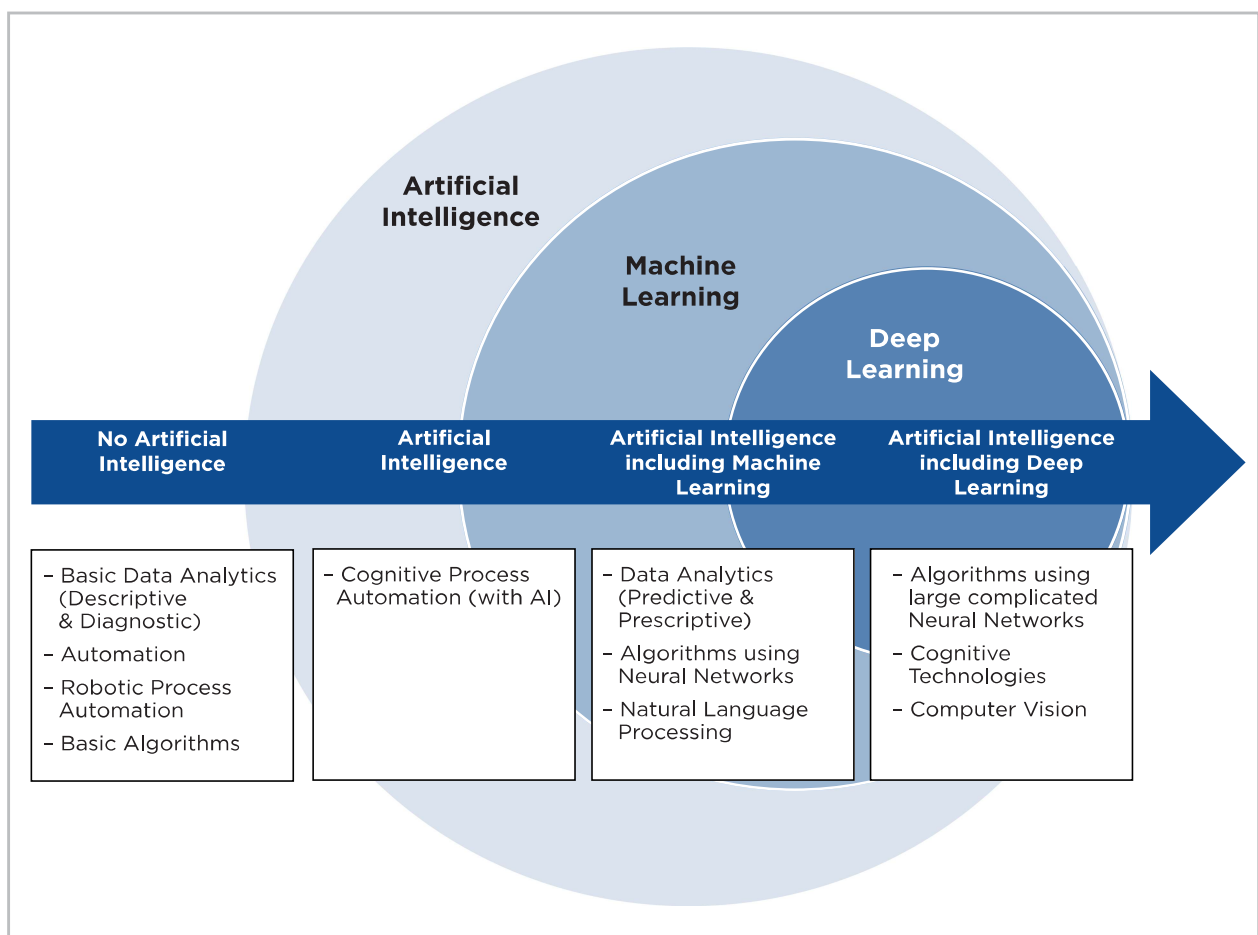 Artificial
Intelligence
Machine
Learning
Deep
Learning
No Artificial
Intelligence
Artificial
Intelligence
Artificial Intelligence
including Machine
Learning
Artificial Intelligence
including Deep
Learning
– Basic Data Analytics
(Descriptive
& Diagnostic)
– Automation
– Robotic Process
Automation
– Basic Algorithms
– Cognitive Process
Automation (with AI)
– Data Analytics
(Predictive &
Prescriptive)
– Algorithms using
Neural Networks
– Natural Language
Processing
– Algorithms using
large complicated
Neural Networks
– Cognitive
Technologies
– Computer Vision